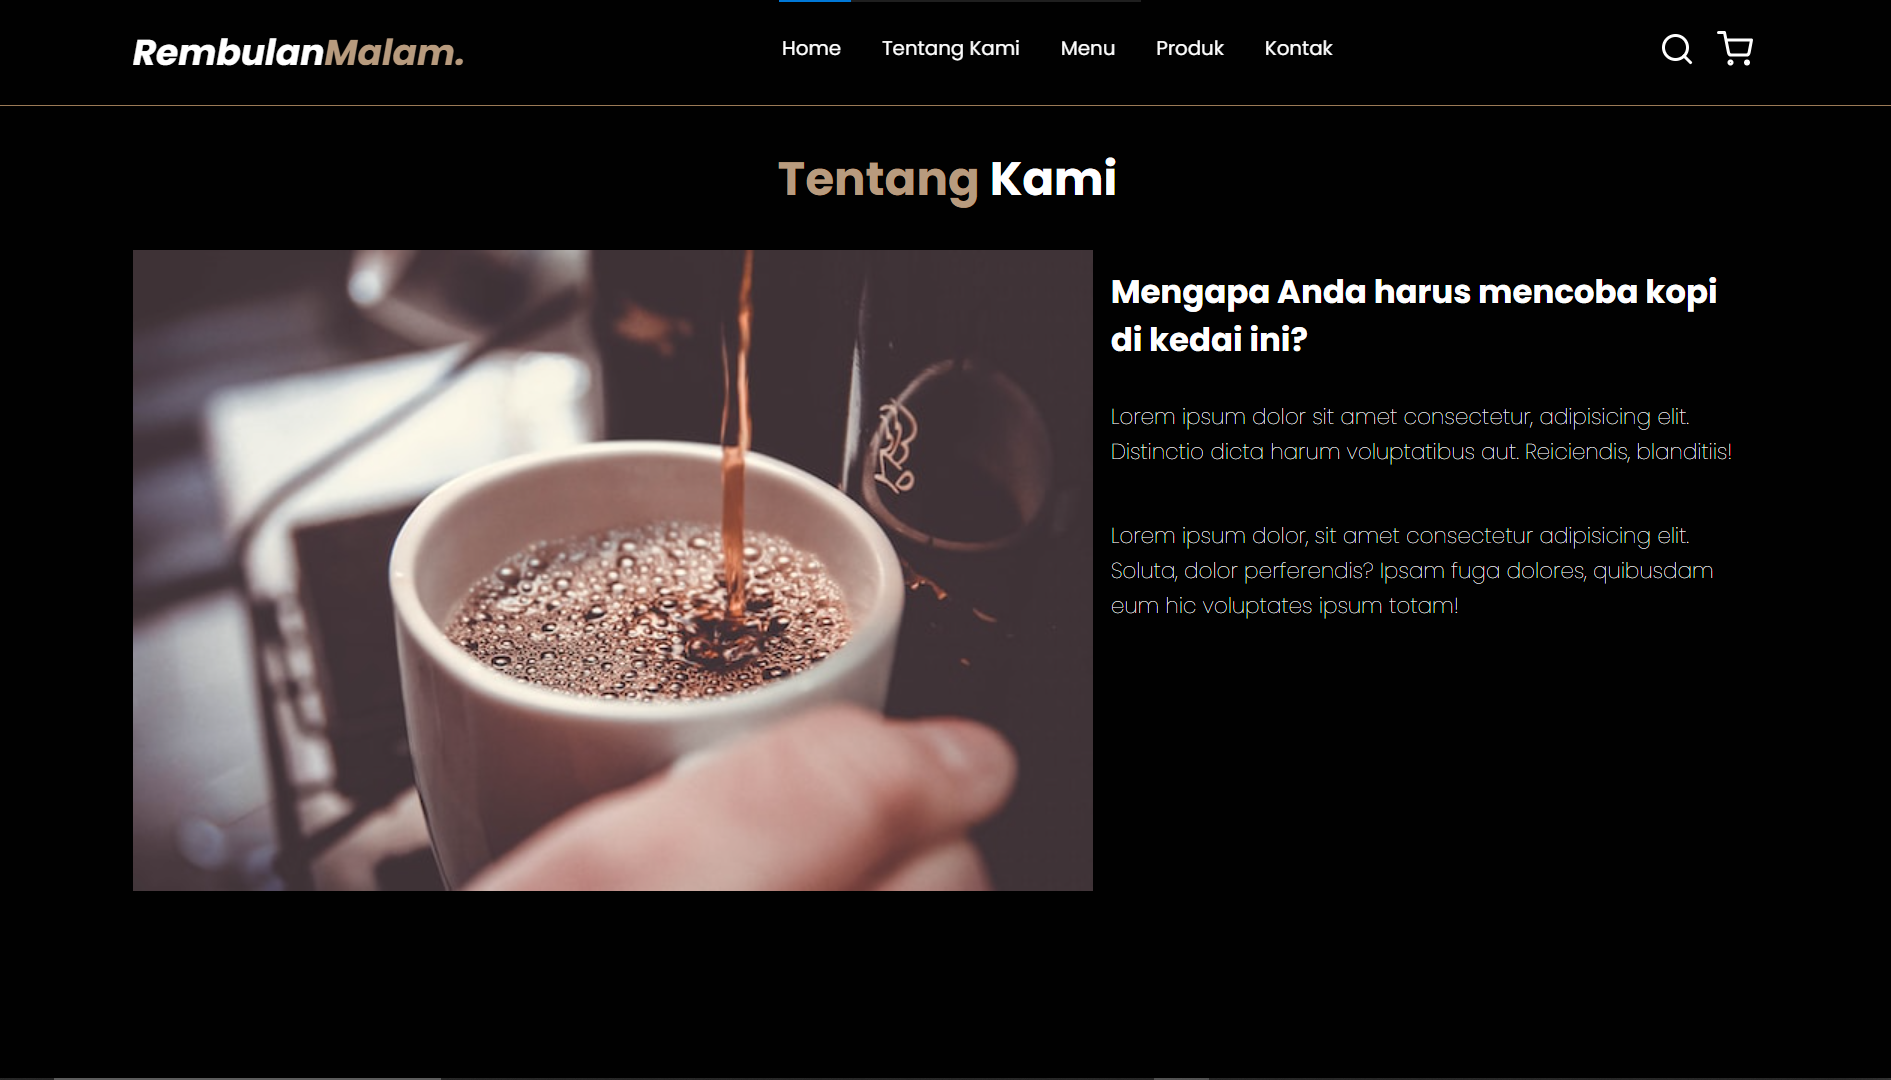 RembulanMalam.
Home Tentang Kami Menu Produk Kontak
Tentang Kami
Mengapa Anda harus mencoba kopi
di kedai ini?
Lorem ipsum dolor sit amet consectetur, adipisicing elit.
Distinctio dicta harum voluptatibus aut. Reiciendis, blanditiis!
Lorem ipsum dolor, sit amet consectetur adipisicing elit.
Soluta, dolor perferendis? Ipsam fuga dolores, quibusdam
eum hic voluptates ipsum totam!